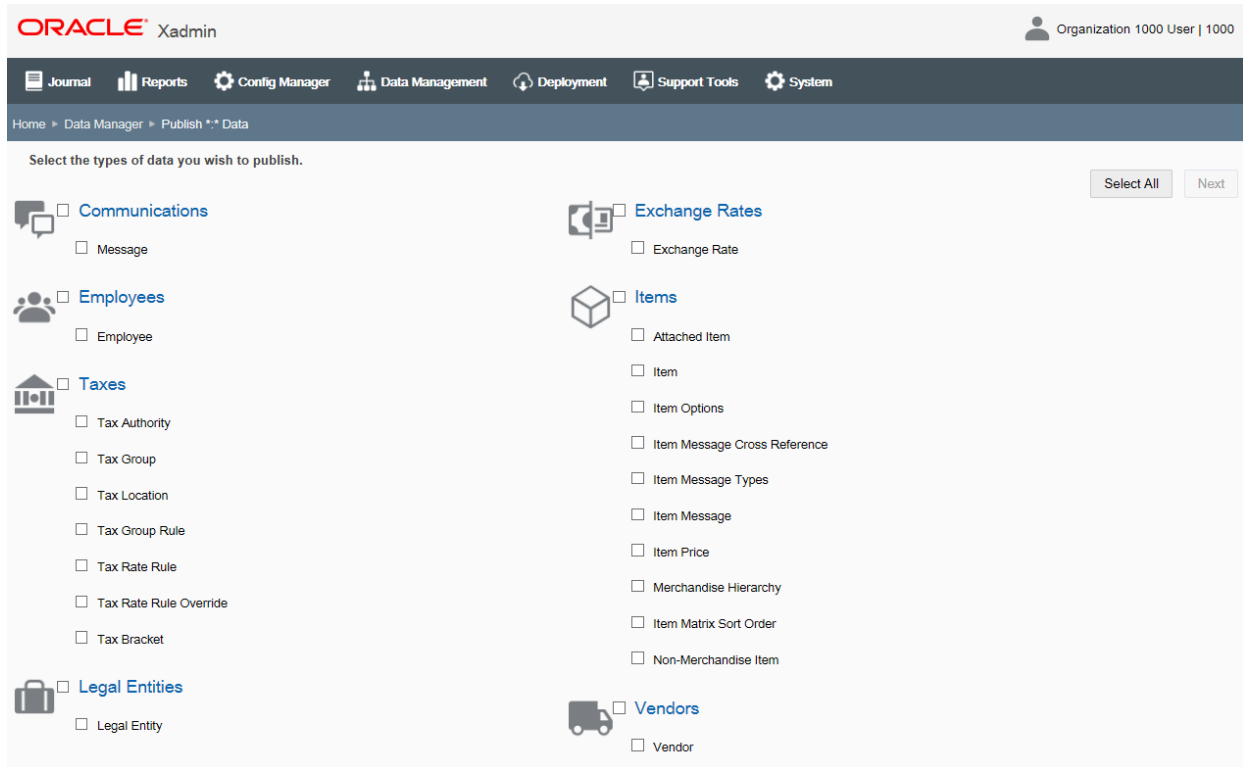 ORACLE® Xadmin
Organization 1000 User | 1000
Journal Reports Config Manager Data Management Deployment Support Tools System
Home ▸ Data Manager ▸ Publish *:* Data
Select the types of data you wish to publish.
Select All Next
Communications
Message
Employees
Employee
Taxes
Tax Authority
Tax Group
Tax Location
Tax Group Rule
Tax Rate Rule
Tax Rate Rule Override
Tax Bracket
Legal Entities
Legal Entity
Exchange Rates
Exchange Rate
Items
Attached Item
Item
Item Options
Item Message Cross Reference
Item Message Types
Item Message
Item Price
Merchandise Hierarchy
Item Matrix Sort Order
Non-Merchandise Item
Vendors
Vendor